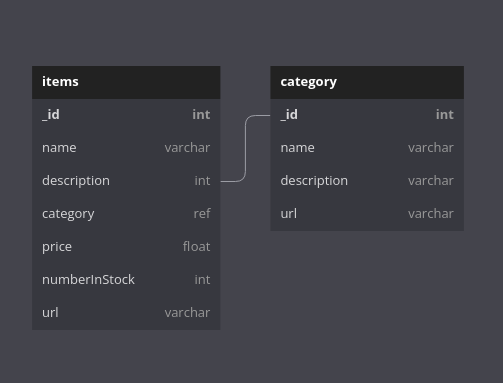 items
_id int
name varchar
description int
category ref
price float
numberInStock int
url varchar
category
_id int
name varchar
description varchar
url varchar